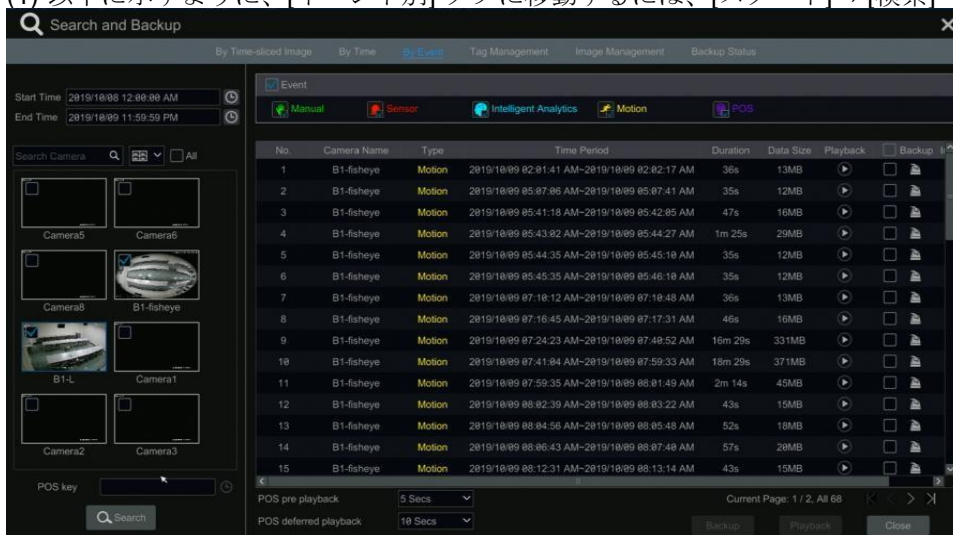 Search and Backup
By Time-sliced Image By Time By Event Tag Management Image Management Backup Status
Start Time 2019/10/08 12:00:00 AM
End Time 2019/10/09 11:59:59 PM
Search Camera All
Camera5 Camera6
Camera8 B1-fisheye
B1-L Camera1
Camera2 Camera3
POS key
Search
Event
Manual Sensor Intelligent Analytics Motion POS
No. Camera Name Type Time Period Duration Data Size Playback Backup
1 B1-fisheye Motion 2019/10/09 02:01:41 AM~2019/10/09 02:02:17 AM 36s 13MB
2 B1-fisheye Motion 2019/10/09 05:07:06 AM~2019/10/09 05:07:41 AM 35s 12MB
3 B1-fisheye Motion 2019/10/09 05:41:18 AM~2019/10/09 05:42:05 AM 47s 16MB
4 B1-fisheye Motion 2019/10/09 05:43:02 AM~2019/10/09 05:44:27 AM 1m 25s 29MB
5 B1-fisheye Motion 2019/10/09 05:44:35 AM~2019/10/09 05:45:10 AM 35s 12MB
6 B1-fisheye Motion 2019/10/09 05:45:35 AM~2019/10/09 05:46:10 AM 35s 12MB
7 B1-fisheye Motion 2019/10/09 07:10:12 AM~2019/10/09 07:10:48 AM 36s 13MB
8 B1-fisheye Motion 2019/10/09 07:16:45 AM~2019/10/09 07:17:31 AM 46s 16MB
9 B1-fisheye Motion 2019/10/09 07:24:23 AM~2019/10/09 07:40:52 AM 16m 29s 331MB
10 B1-fisheye Motion 2019/10/09 07:41:04 AM~2019/10/09 07:59:33 AM 18m 29s 371MB
11 B1-fisheye Motion 2019/10/09 07:59:35 AM~2019/10/09 08:01:49 AM 2m 14s 45MB
12 B1-fisheye Motion 2019/10/09 08:02:39 AM~2019/10/09 08:03:22 AM 43s 15MB
13 B1-fisheye Motion 2019/10/09 08:04:56 AM~2019/10/09 08:05:48 AM 52s 18MB
14 B1-fisheye Motion 2019/10/09 08:06:43 AM~2019/10/09 08:07:40 AM 57s 20MB
15 B1-fisheye Motion 2019/10/09 08:12:31 AM~2019/10/09 08:13:14 AM 43s 15MB
POS pre playback 5 Secs Current Page: 1 / 2, All 68
POS deferred playback 10 Secs Backup Playback Close